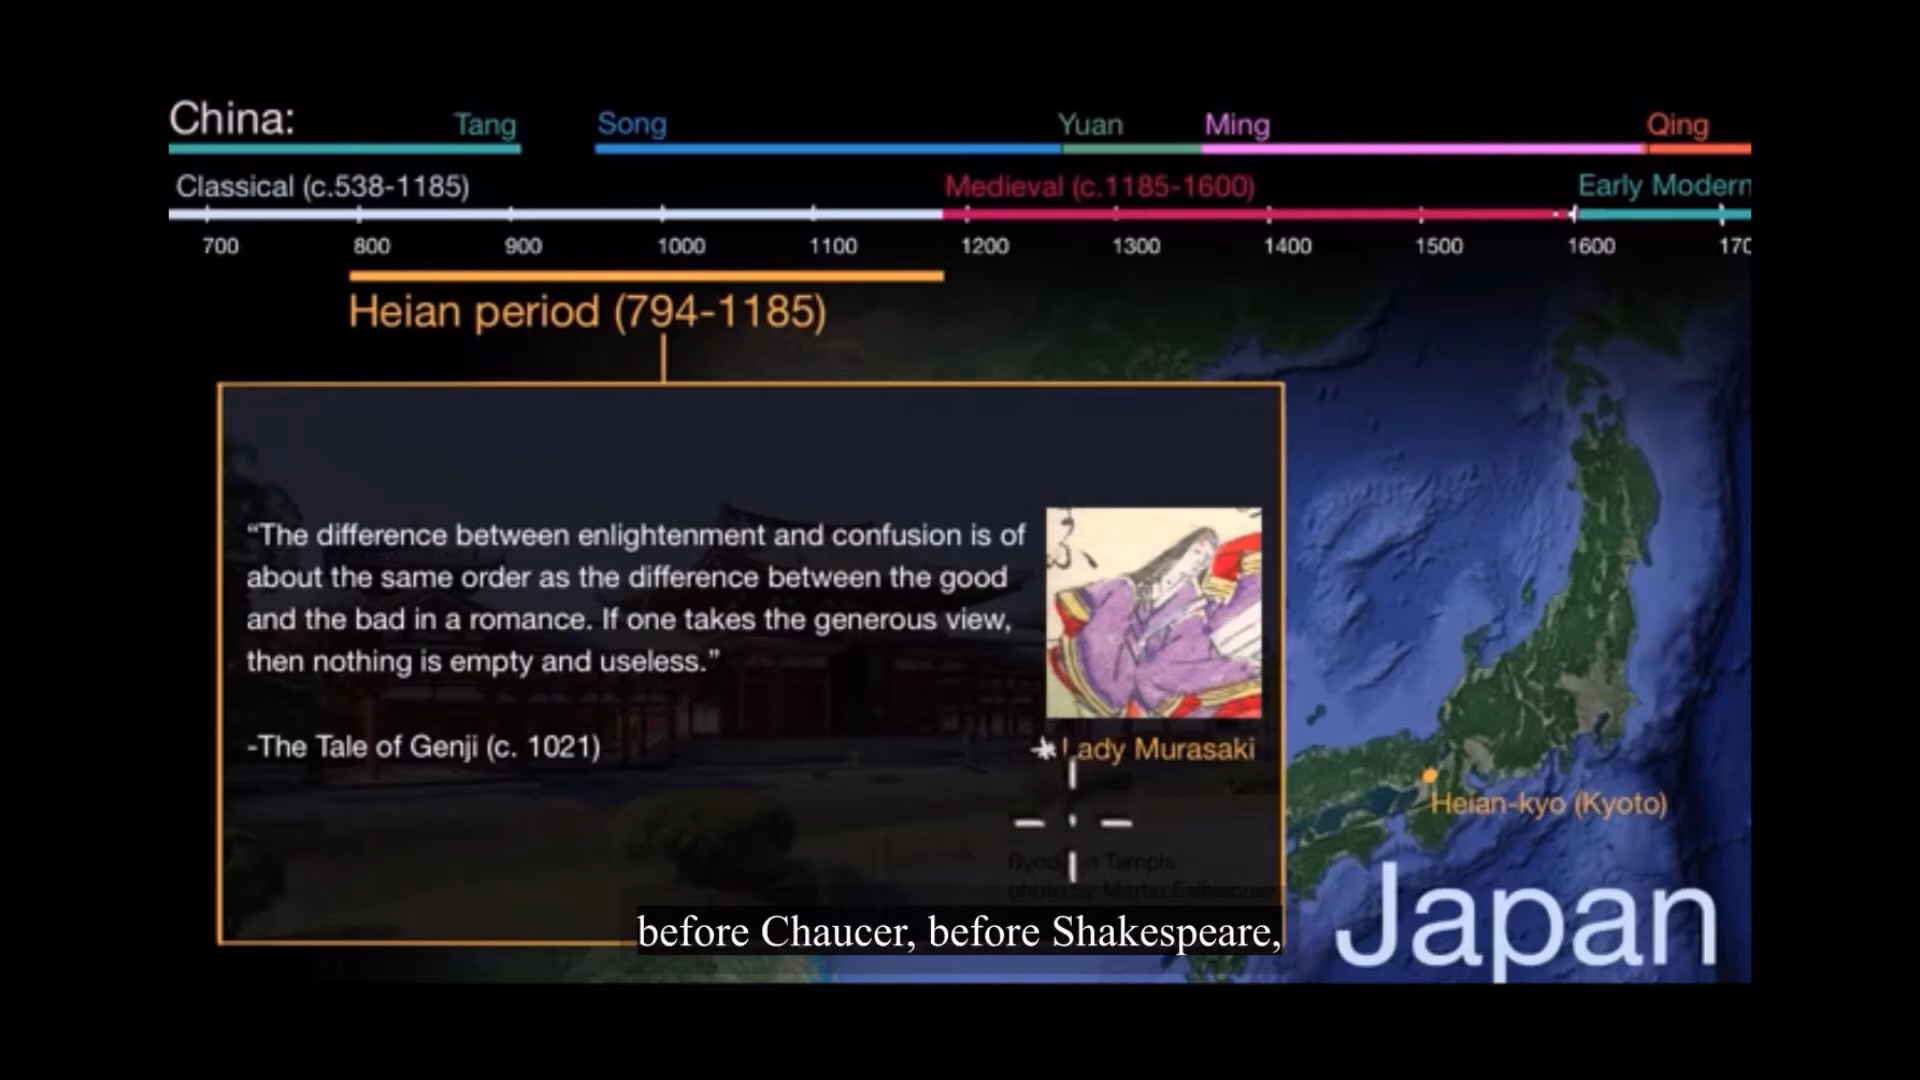 China:
Tang
Song
Yuan
Ming
Qing
Classical (c.538-1185)
Medieval (c.1185-1600)
Early Modern
700
800
900
1000
1100
1200
1300
1400
1500
1600
170
Heian period (794-1185)
“The difference between enlightenment and confusion is of
about the same order as the difference between the good
and the bad in a romance. If one takes the generous view,
then nothing is empty and useless.”
-The Tale of Genji (c. 1021)
Lady Murasaki
Heian-kyo (Kyoto)
photo by Martin
before Chaucer, before Shakespeare,
Japan